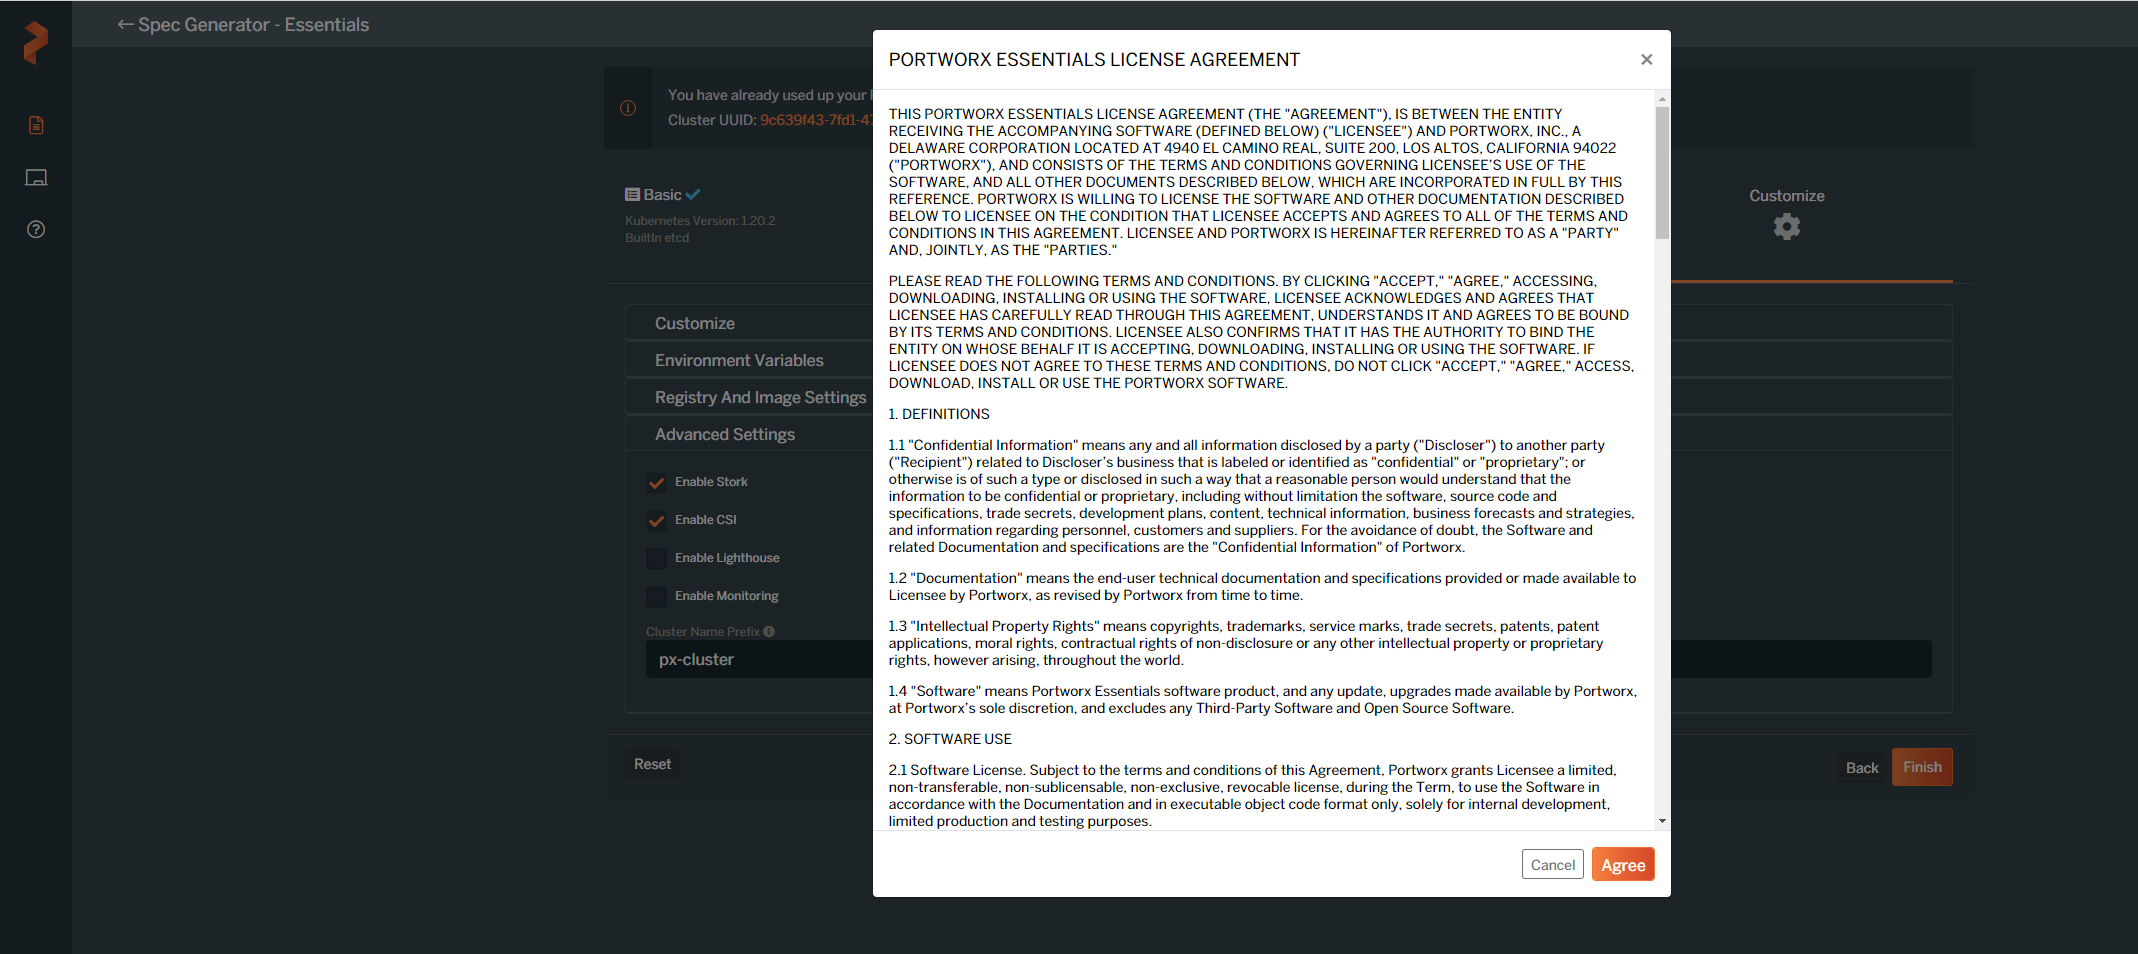 ← Spec Generator - Essentials
You have already used up your
Cluster UUID: 9c639f43-7fd1-47
Basic
Kubernetes Version: 1.20.2
BuiltIn etcd
Customize
Customize
Environment Variables
Registry And Image Settings
Advanced Settings
Enable Stork
Enable CSI
Enable Lighthouse
Enable Monitoring
Cluster Name Prefix
px-cluster
Reset
Back
Finish
PORTWORX ESSENTIALS LICENSE AGREEMENT
×
THIS PORTWORX ESSENTIALS LICENSE AGREEMENT (THE "AGREEMENT"), IS BETWEEN THE ENTITY
RECEIVING THE ACCOMPANYING SOFTWARE (DEFINED BELOW) ("LICENSEE") AND PORTWORX, INC., A
DELAWARE CORPORATION LOCATED AT 4940 EL CAMINO REAL, SUITE 200, LOS ALTOS, CALIFORNIA 94022
("PORTWORX"), AND CONSISTS OF THE TERMS AND CONDITIONS GOVERNING LICENSEE'S USE OF THE
SOFTWARE, AND ALL OTHER DOCUMENTS DESCRIBED BELOW, WHICH ARE INCORPORATED IN FULL BY THIS
REFERENCE. PORTWORX IS WILLING TO LICENSE THE SOFTWARE AND OTHER DOCUMENTATION DESCRIBED
BELOW TO LICENSEE ON THE CONDITION THAT LICENSEE ACCEPTS AND AGREES TO ALL OF THE TERMS AND
CONDITIONS IN THIS AGREEMENT. LICENSEE AND PORTWORX IS HEREINAFTER REFERRED TO AS A "PARTY"
AND, JOINTLY, AS THE "PARTIES."
PLEASE READ THE FOLLOWING TERMS AND CONDITIONS. BY CLICKING "ACCEPT," "AGREE," ACCESSING,
DOWNLOADING, INSTALLING OR USING THE SOFTWARE, LICENSEE ACKNOWLEDGES AND AGREES THAT
LICENSEE HAS CAREFULLY READ THROUGH THIS AGREEMENT, UNDERSTANDS IT AND AGREES TO BE BOUND
BY ITS TERMS AND CONDITIONS. LICENSEE ALSO CONFIRMS THAT IT HAS THE AUTHORITY TO BIND THE
ENTITY ON WHOSE BEHALF IT IS ACCEPTING, DOWNLOADING, INSTALLING OR USING THE SOFTWARE. IF
LICENSEE DOES NOT AGREE TO THESE TERMS AND CONDITIONS, DO NOT CLICK "ACCEPT," "AGREE," ACCESS,
DOWNLOAD, INSTALL OR USE THE PORTWORX SOFTWARE.
1. DEFINITIONS
1.1 "Confidential Information" means any and all information disclosed by a party ("Discloser") to another party
("Recipient") related to Discloser's business that is labeled or identified as "confidential" or "proprietary"; or
otherwise is of such a type or disclosed in such a way that a reasonable person would understand that the
information to be confidential or proprietary, including without limitation the software, source code and
specifications, trade secrets, development plans, content, technical information, business forecasts and strategies,
and information regarding personnel, customers and suppliers. For the avoidance of doubt, the Software and
related Documentation and specifications are the "Confidential Information" of Portworx.
1.2 "Documentation" means the end-user technical documentation and specifications provided or made available to
Licensee by Portworx, as revised by Portworx from time to time.
1.3 "Intellectual Property Rights" means copyrights, trademarks, service marks, trade secrets, patents, patent
applications, moral rights, contractual rights of non-disclosure or any other intellectual property or proprietary
rights, however arising, throughout the world.
1.4 "Software" means Portworx Essentials software product, and any update, upgrades made available by Portworx,
at Portworx's sole discretion, and excludes any Third-Party Software and Open Source Software.
2. SOFTWARE USE
2.1 Software License. Subject to the terms and conditions of this Agreement, Portworx grants Licensee a limited,
non-transferable, non-sublicensable, non-exclusive, revocable license, during the Term, to use the Software in
accordance with the Documentation and in executable object code format only, solely for internal development,
limited production and testing purposes.
Cancel
Agree